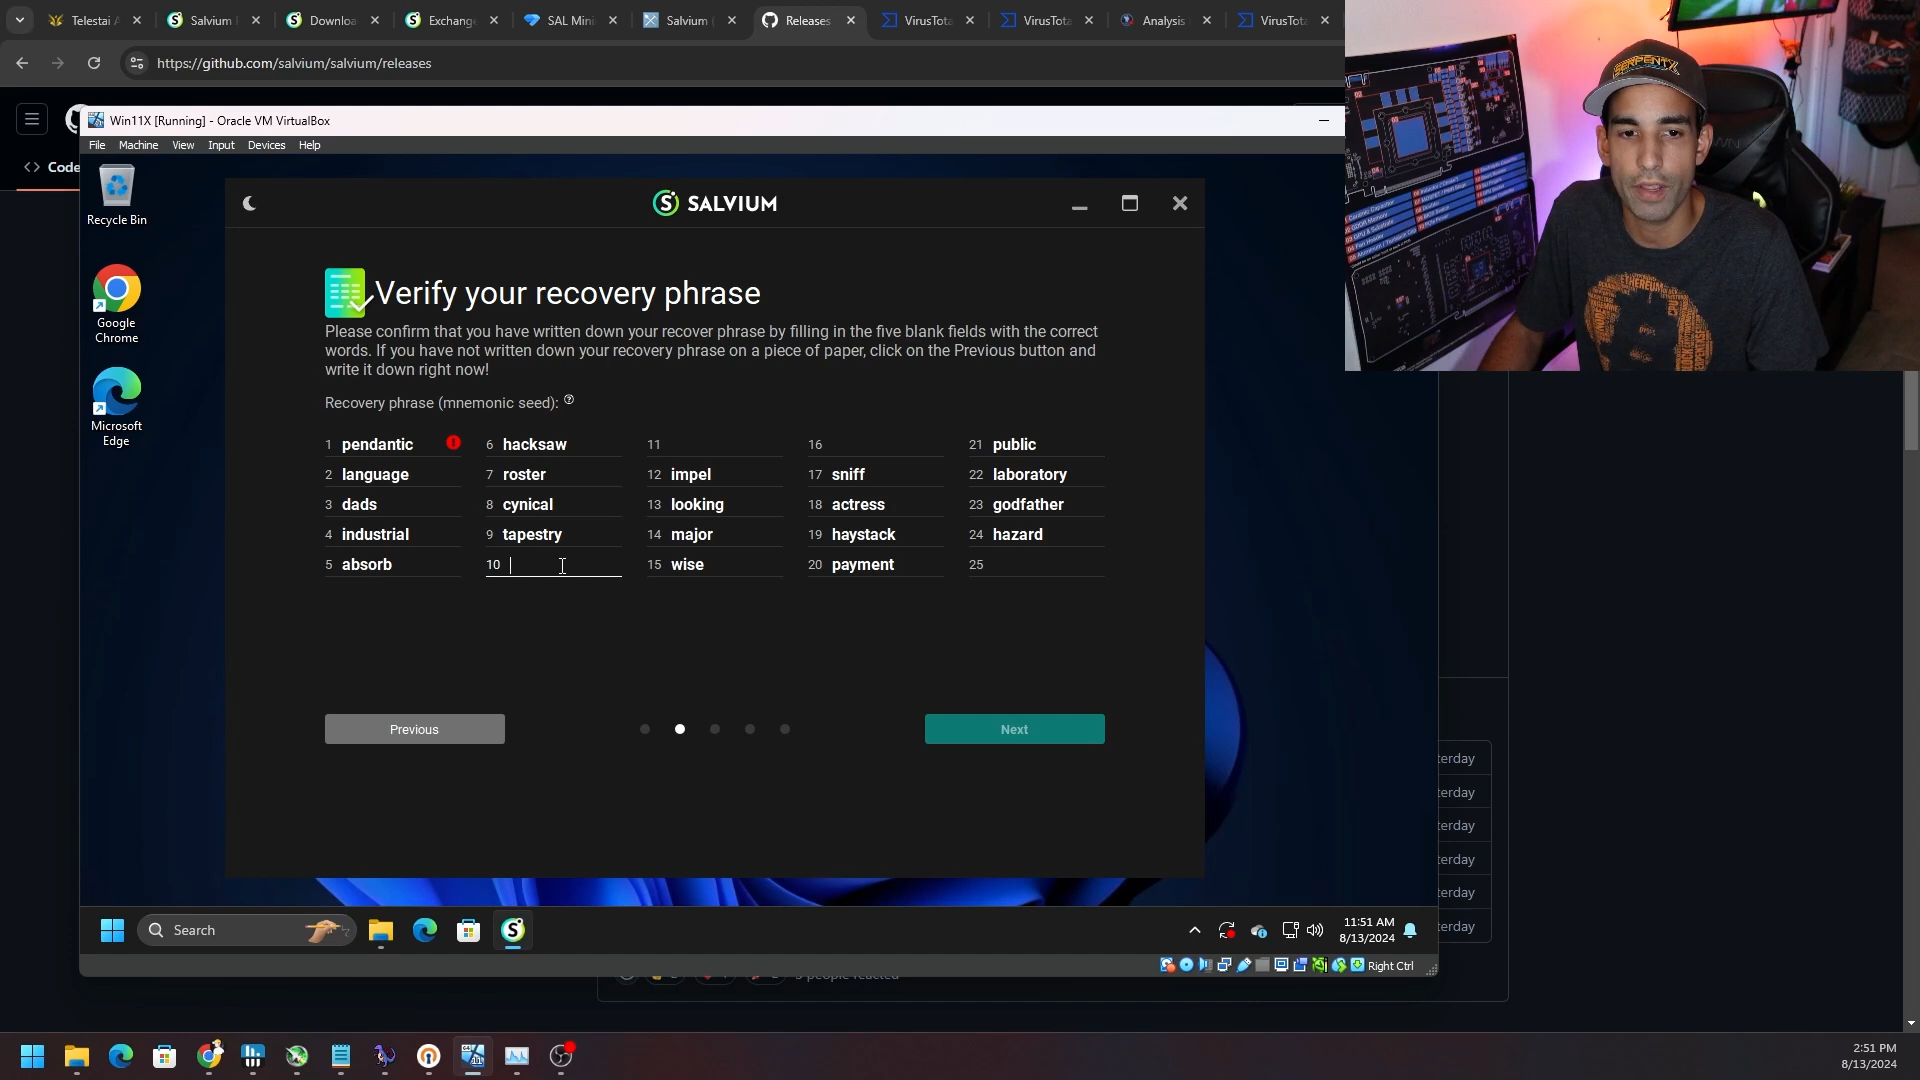 Telestai A
Salvium
Downloa
Exchange
SAL Mini
Salvium (
Releases
VirusTota
VirusTota
Analysis
VirusTota
https://github.com/salvium/salvium/releases
Win11X [Running] - Oracle VM VirtualBox
File Machine View Input Devices Help
<> Code
Recycle Bin
Google
Chrome
Microsoft
Edge
SALVIUM
Verify your recovery phrase
Please confirm that you have written down your recover phrase by filling in the five blank fields with the correct
words. If you have not written down your recovery phrase on a piece of paper, click on the Previous button and
write it down right now!
Recovery phrase (mnemonic seed):
1 pendantic
2 language
3 dads
4 industrial
5 absorb
6 hacksaw
7 roster
8 cynical
9 tapestry
10
11
12 impel
13 looking
14 major
15 wise
16
17 sniff
18 actress
19 haystack
20 payment
21 public
22 laboratory
23 godfather
24 hazard
25
Previous
Next
terday
terday
terday
terday
terday
terday
Search
11:51 AM
8/13/2024
Right Ctrl
5 people reacted
2:51 PM
8/13/2024
SERPENTX
ETHEREUM